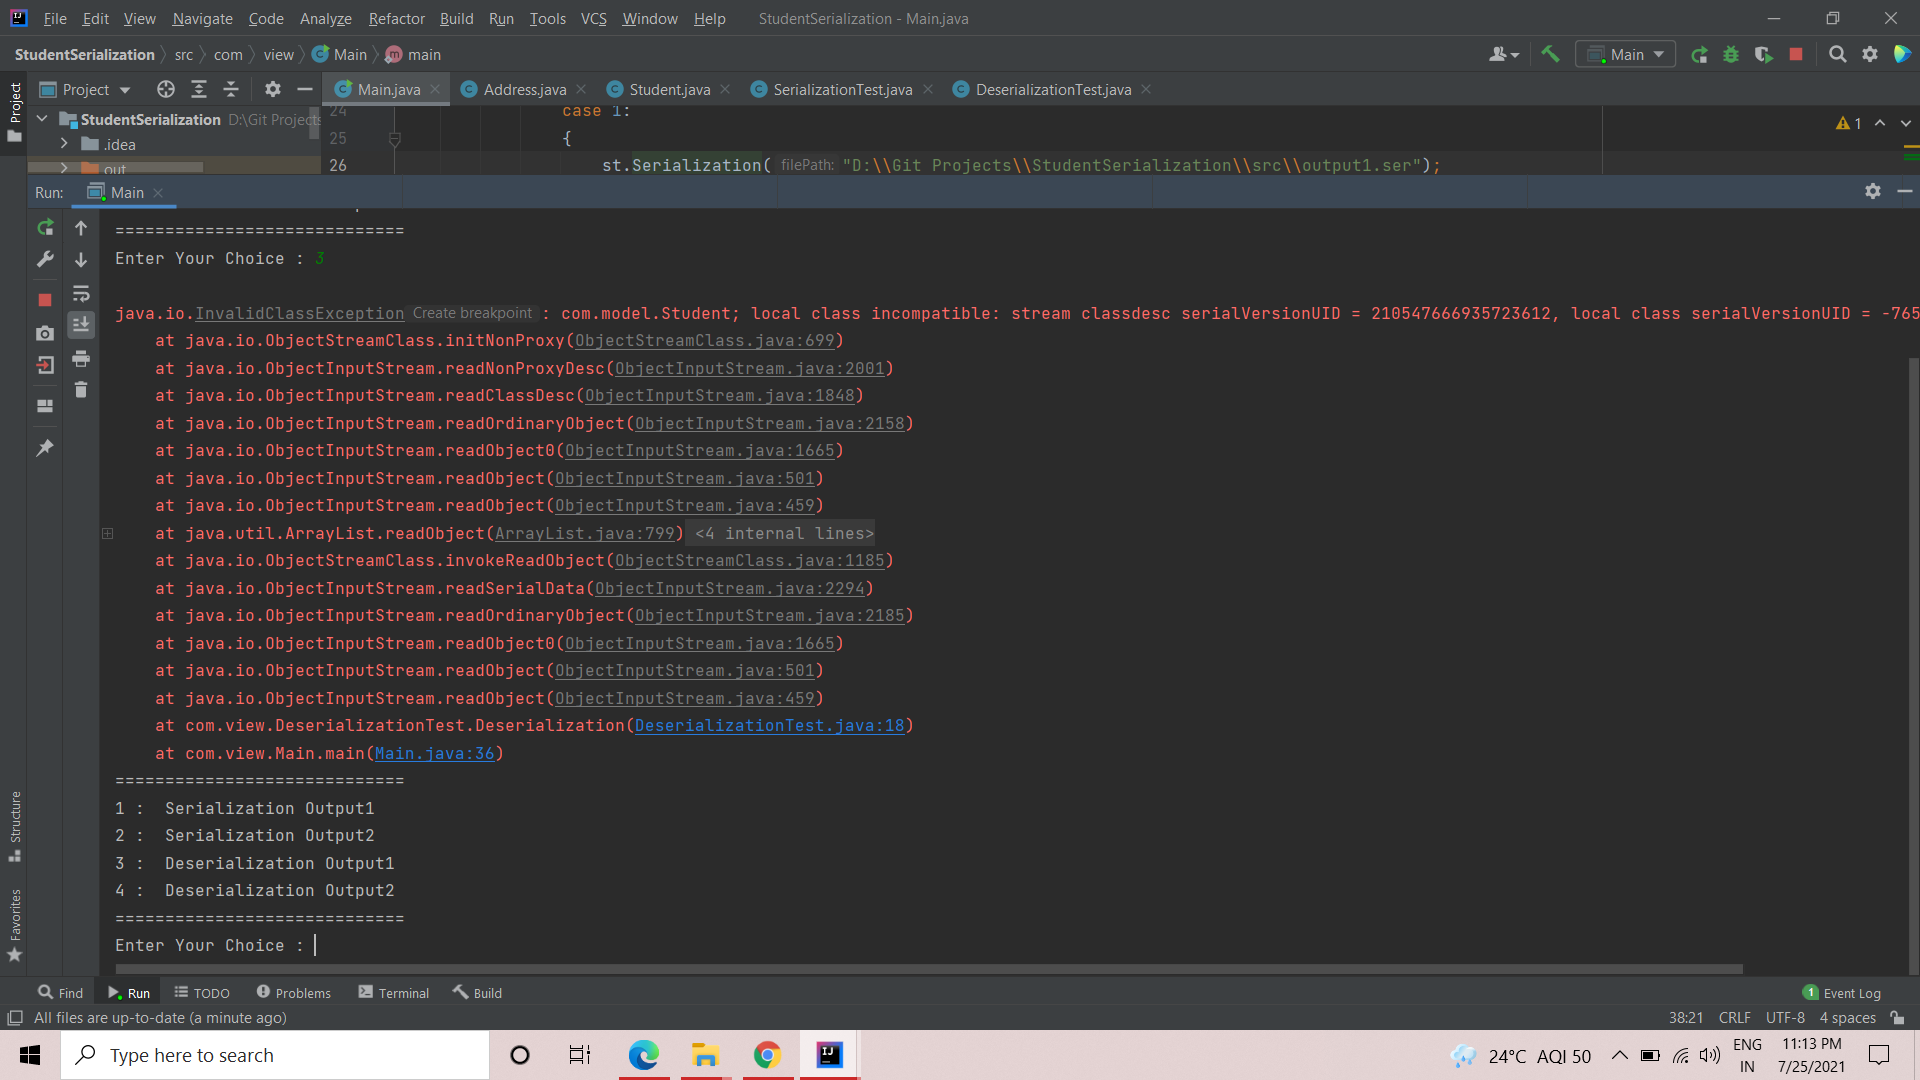 File Edit View Navigate Code Analyze Refactor Build Run Tools VCS Window Help StudentSerialization - Main.java
StudentSerialization src com view Main main Main
Project Main.java Address.java Student.java SerializationTest.java DeserializationTest.java
Project
StudentSerialization D:\Git Projects
.idea
out
24 case 1:
25 {
26 st.Serialization( filePath: "D:\\Git Projects\\StudentSerialization\\src\\output1.ser");
1
Run: Main
=============================
Enter Your Choice : 3
java.io.InvalidClassException Create breakpoint : com.model.Student; local class incompatible: stream classdesc serialVersionUID = 210547666935723612, local class serialVersionUID = -765
at java.io.ObjectStreamClass.initNonProxy(ObjectStreamClass.java:699)
at java.io.ObjectInputStream.readNonProxyDesc(ObjectInputStream.java:2001)
at java.io.ObjectInputStream.readClassDesc(ObjectInputStream.java:1848)
at java.io.ObjectInputStream.readOrdinaryObject(ObjectInputStream.java:2158)
at java.io.ObjectInputStream.readObject0(ObjectInputStream.java:1665)
at java.io.ObjectInputStream.readObject(ObjectInputStream.java:501)
at java.io.ObjectInputStream.readObject(ObjectInputStream.java:459)
at java.util.ArrayList.readObject(ArrayList.java:799) <4 internal lines>
at java.io.ObjectStreamClass.invokeReadObject(ObjectStreamClass.java:1185)
at java.io.ObjectInputStream.readSerialData(ObjectInputStream.java:2294)
at java.io.ObjectInputStream.readOrdinaryObject(ObjectInputStream.java:2185)
at java.io.ObjectInputStream.readObject0(ObjectInputStream.java:1665)
at java.io.ObjectInputStream.readObject(ObjectInputStream.java:501)
at java.io.ObjectInputStream.readObject(ObjectInputStream.java:459)
at com.view.DeserializationTest.Deserialization(DeserializationTest.java:18)
at com.view.Main.main(Main.java:36)
=============================
1 : Serialization Output1
2 : Serialization Output2
3 : Deserialization Output1
4 : Deserialization Output2
=============================
Enter Your Choice :
Structure
Favorites
Find Run TODO Problems Terminal Build 1 Event Log
All files are up-to-date (a minute ago) 38:21 CRLF UTF-8 4 spaces
Type here to search 24°C AQI 50 ENG IN 11:13 PM 7/25/2021